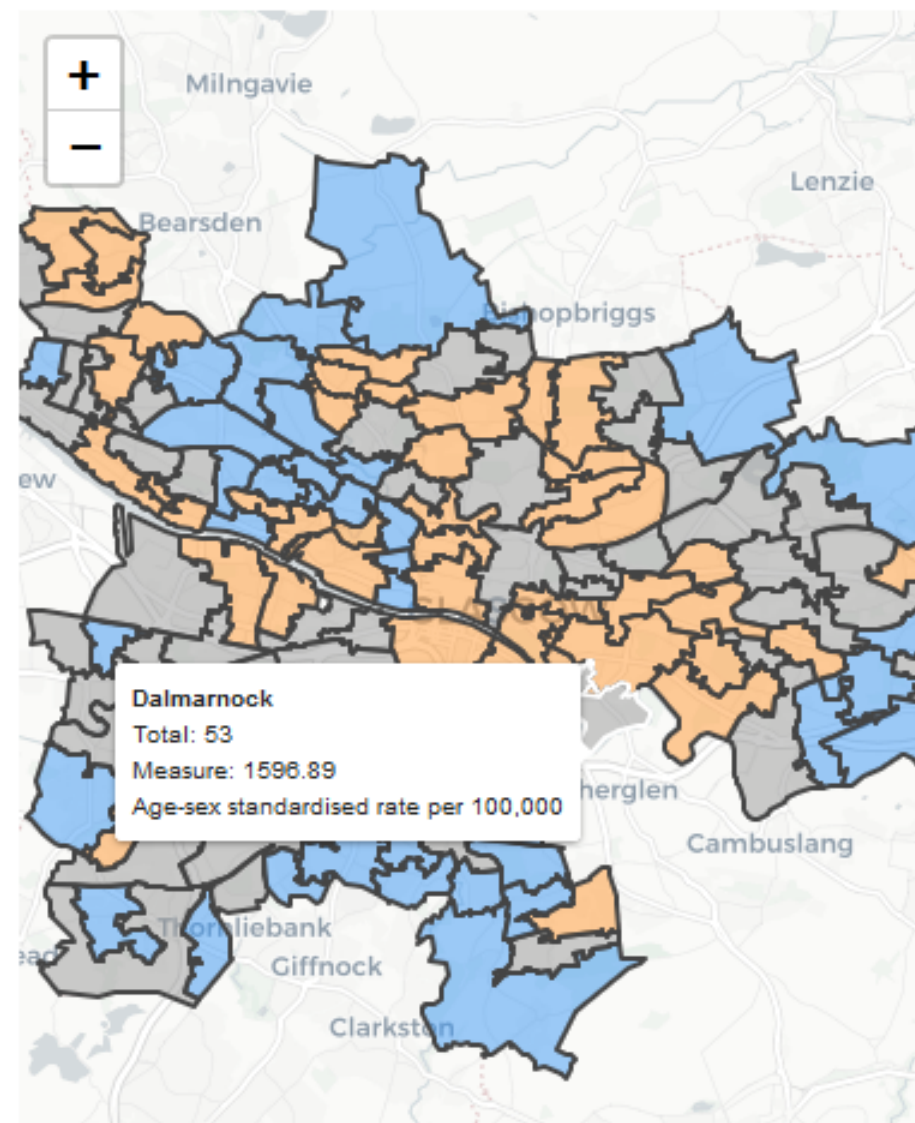 +
−
Milngavie
Lenzie
Bearsden
Bishopbriggs
ew
GLASGOW
Dalmarnock
Total: 53
Measure: 1596.89
Age-sex standardised rate per 100,000
herglen
Cambuslang
Thornliebank
ead
Giffnock
Clarkston